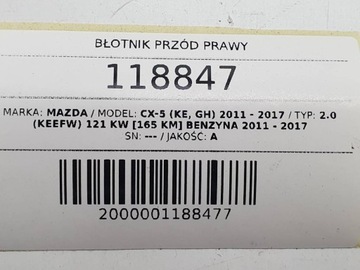 BŁOTNIK PRZÓD PRAWY
118847
MARKA: MAZDA / MODEL: CX-5 (KE, GH) 2011 - 2017 / TYP: 2.0
(KEEFW) 121 KW [165 KM] BENZYNA 2011 - 2017
SN: --- / JAKOŚĆ: A
2000001188477